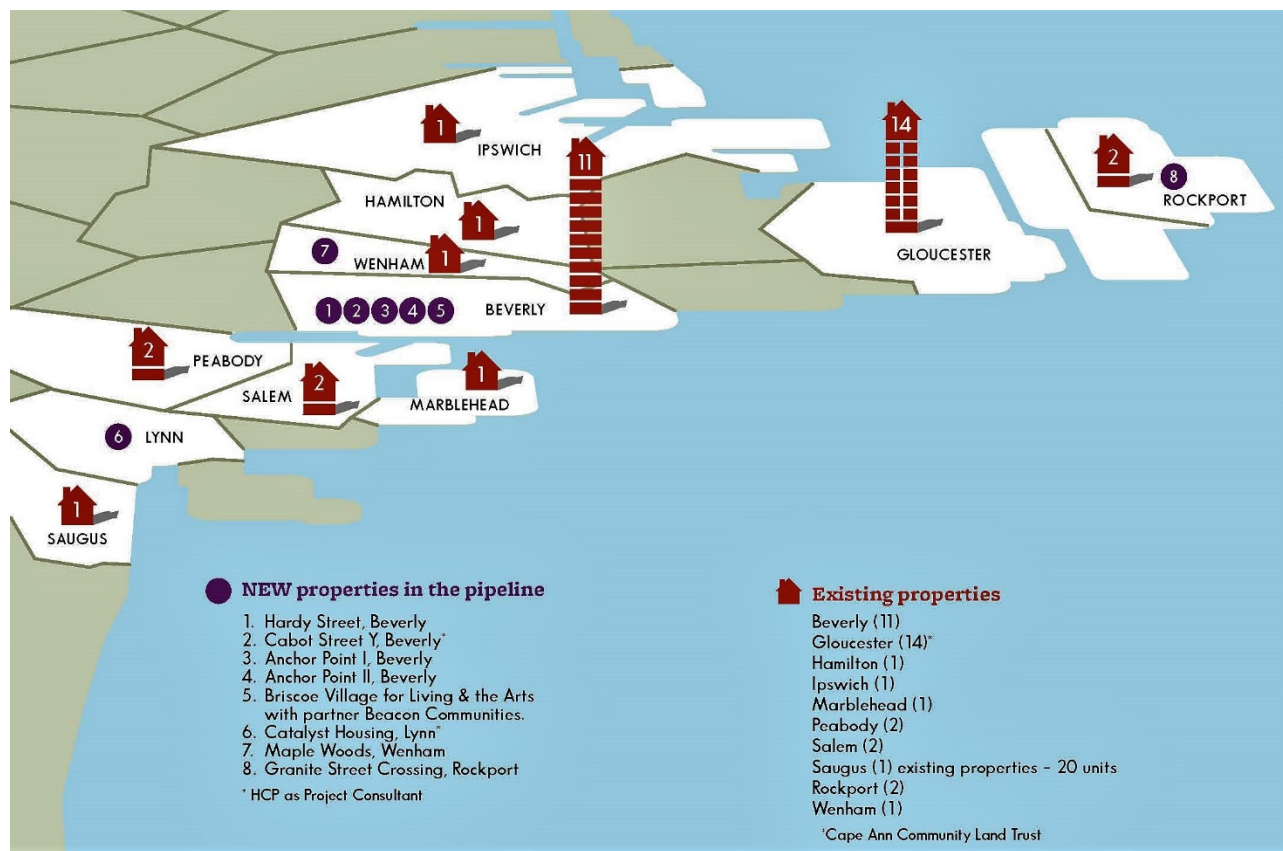 1
IPSWICH
11
14
2
8
ROCKPORT
HAMILTON
1
7
WENHAM
1
GLOUCESTER
1 2 3 4 5
BEVERLY
2
PEABODY
SALEM
2
1
MARBLEHEAD
6
LYNN
1
SAUGUS
NEW properties in the pipeline
1. Hardy Street, Beverly
2. Cabot Street Y, Beverly*
3. Anchor Point I, Beverly
4. Anchor Point II, Beverly
5. Briscoe Village for Living & the Arts
with partner Beacon Communities.
6. Catalyst Housing, Lynn*
7. Maple Woods, Wenham
8. Granite Street Crossing, Rockport
* HCP as Project Consultant
Existing properties
Beverly (11)
Gloucester (14)*
Hamilton (1)
Ipswich (1)
Marblehead (1)
Peabody (2)
Salem (2)
Saugus (1) existing properties – 20 units
Rockport (2)
Wenham (1)
*Cape Ann Community Land Trust